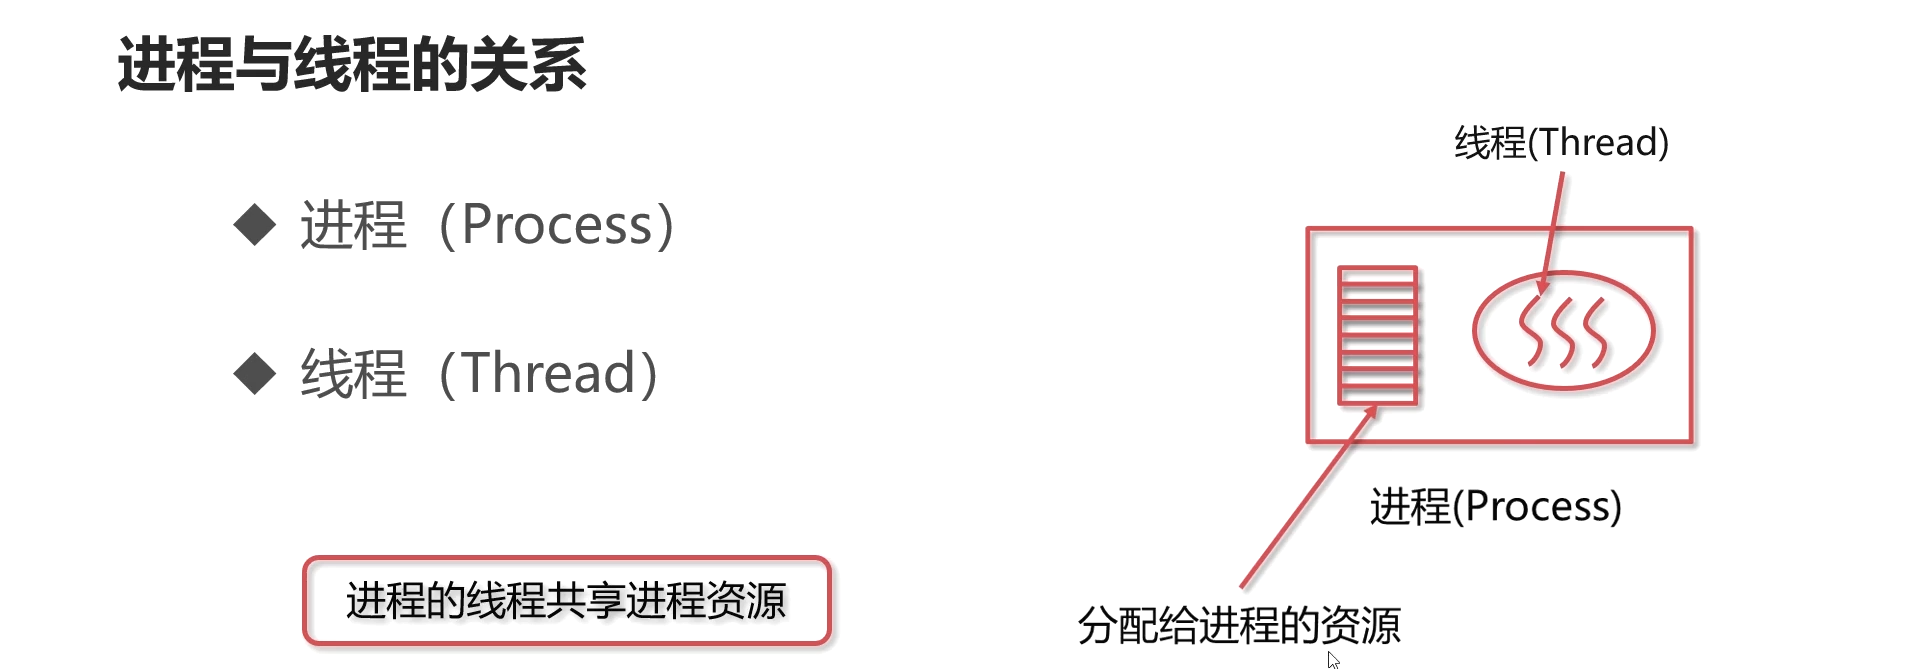 进程与线程的关系
进程（Process）
线程（Thread）
进程的线程共享进程资源
线程(Thread)
进程(Process)
分配给进程的资源